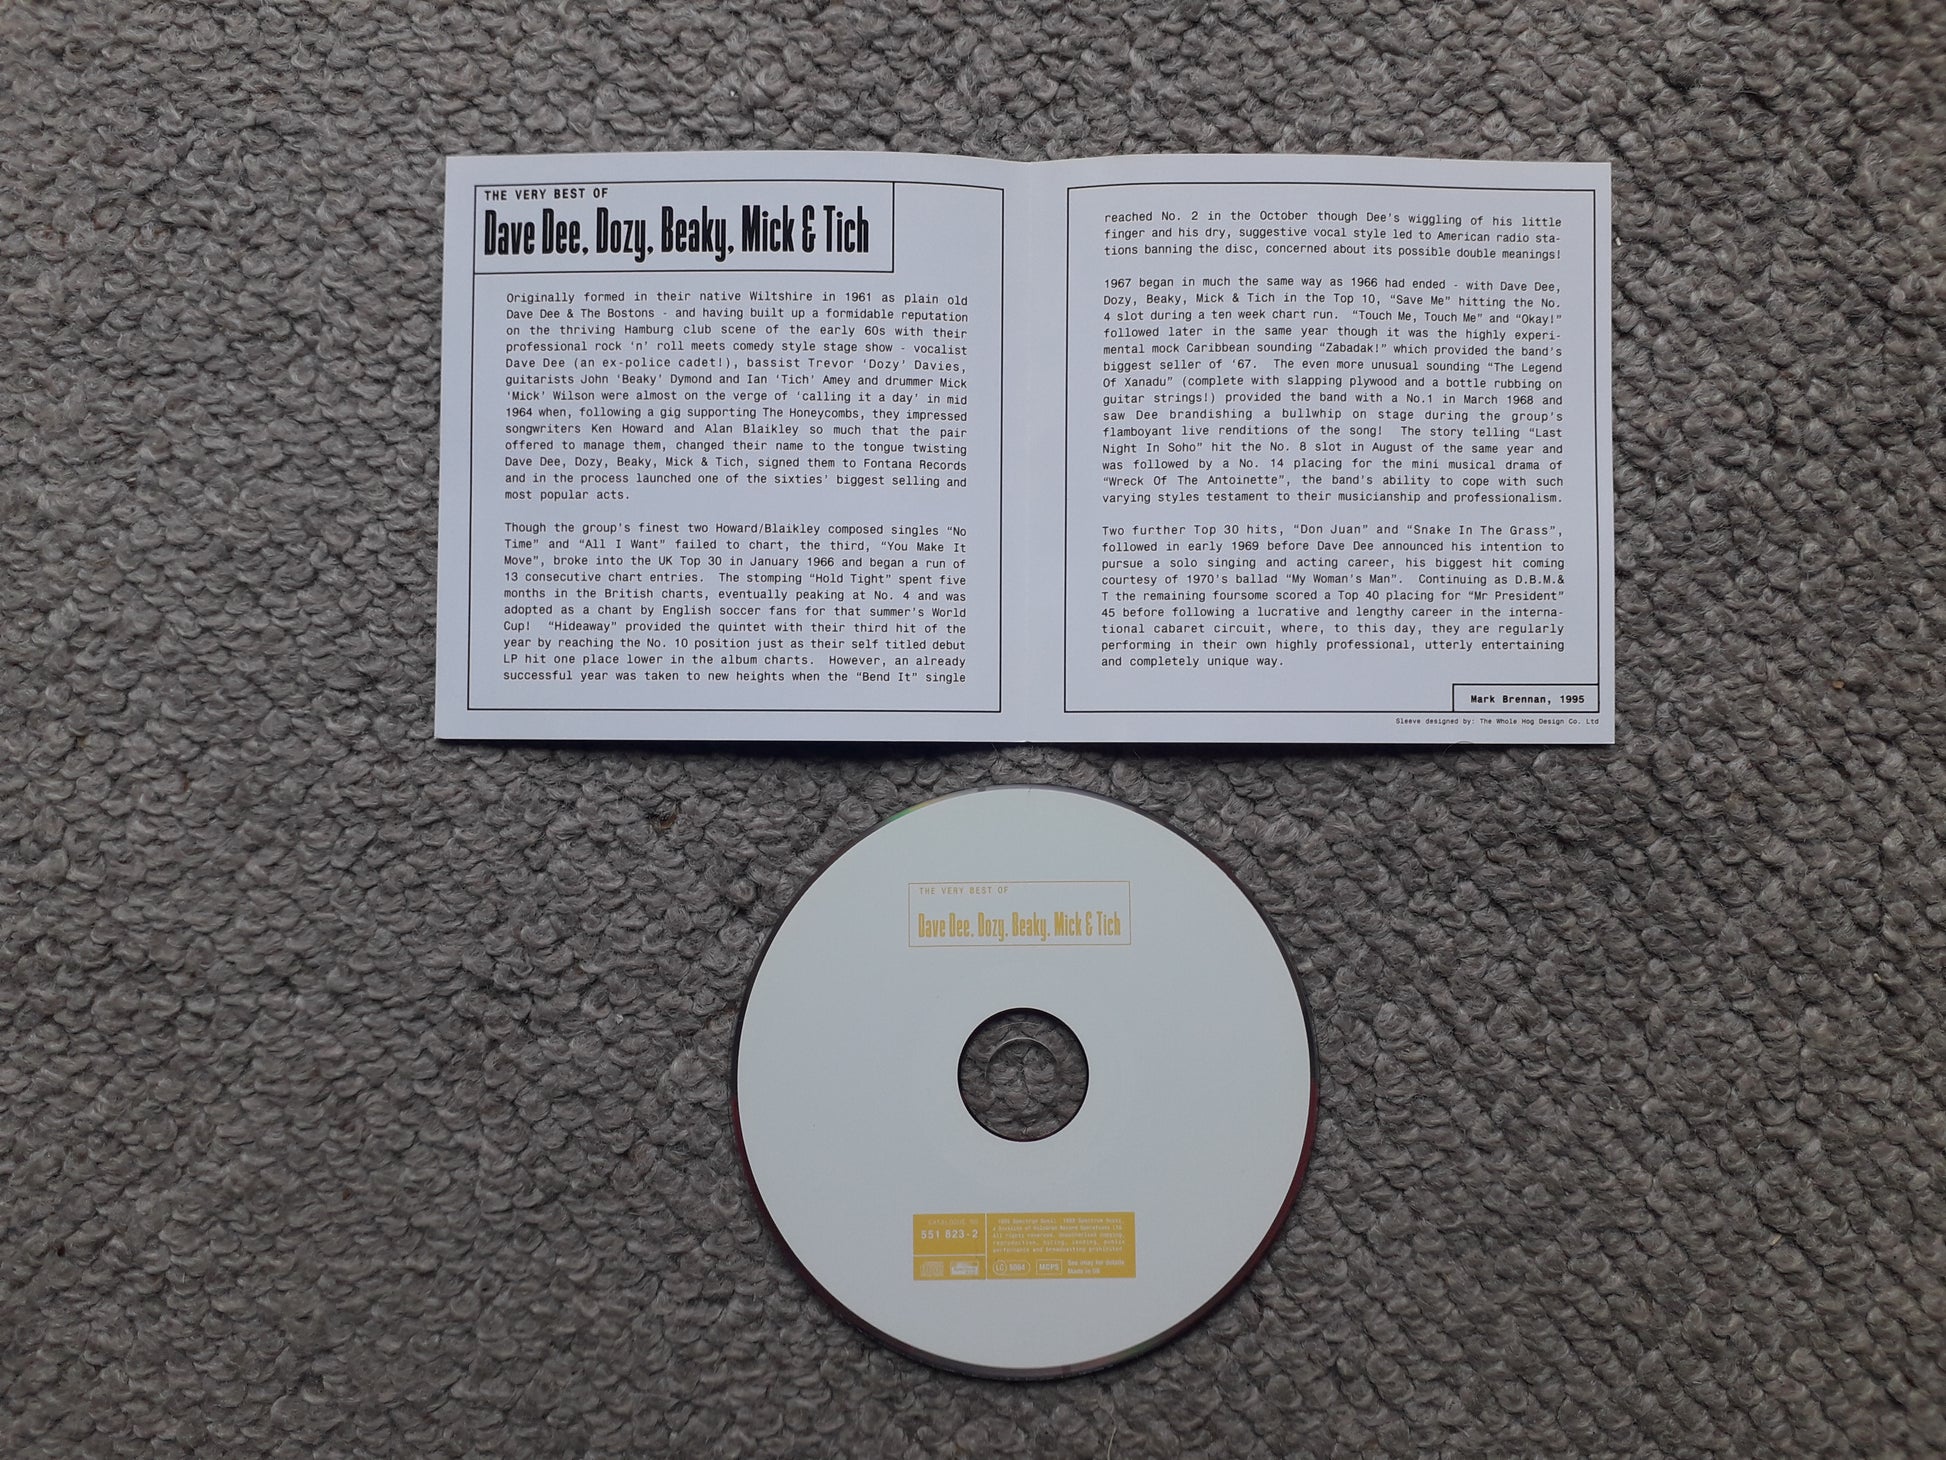 THE VERY BEST OF
Dave Dee, Dozy, Beaky, Mick & Tich
Originally formed in their native Wiltshire in 1961 as plain old
Dave Dee & The Bostons - and having built up a formidable reputation
on the thriving Hamburg club scene of the early 60s with their
professional rock ‘n’ roll meets comedy style stage show - vocalist
Dave Dee (an ex-police cadet!), bassist Trevor ‘Dozy’ Davies,
guitarists John ‘Beaky’ Dymond and Ian ‘Tich’ Amey and drummer Mick
‘Mick’ Wilson were almost on the verge of ‘calling it a day’ in mid
1964 when, following a gig supporting The Honeycombs, they impressed
songwriters Ken Howard and Alan Blaikley so much that the pair
offered to manage them, changed their name to the tongue twisting
Dave Dee, Dozy, Beaky, Mick & Tich, signed them to Fontana Records
and in the process launched one of the sixties’ biggest selling and
most popular acts.
Though the group’s finest two Howard/Blaikley composed singles “No
Time” and “All I Want” failed to chart, the third, “You Make It
Move”, broke into the UK Top 30 in January 1966 and began a run of
13 consecutive chart entries. The stomping “Hold Tight” spent five
months in the British charts, eventually peaking at No. 4 and was
adopted as a chant by English soccer fans for that summer’s World
Cup! “Hideaway” provided the quintet with their third hit of the
year by reaching the No. 10 position just as their self titled debut
LP hit one place lower in the album charts. However, an already
successful year was taken to new heights when the “Bend It” single
reached No. 2 in the October though Dee’s wiggling of his little
finger and his dry, suggestive vocal style led to American radio sta-
tions banning the disc, concerned about its possible double meanings!
1967 began in much the same way as 1966 had ended - with Dave Dee,
Dozy, Beaky, Mick & Tich in the Top 10, “Save Me” hitting the No.
4 slot during a ten week chart run. “Touch Me, Touch Me” and “Okay!”
followed later in the same year though it was the highly experi-
mental mock Caribbean sounding “Zabadak!” which provided the band’s
biggest seller of ‘67. The even more unusual sounding “The Legend
Of Xanadu” (complete with slapping plywood and a bottle rubbing on
guitar strings!) provided the band with a No.1 in March 1968 and
saw Dee brandishing a bullwhip on stage during the group’s
flamboyant live renditions of the song! The story telling “Last
Night In Soho” hit the No. 8 slot in August of the same year and
was followed by a No. 14 placing for the mini musical drama of
“Wreck Of The Antoinette”, the band’s ability to cope with such
varying styles testament to their musicianship and professionalism.
Two further Top 30 hits, “Don Juan” and “Snake In The Grass”,
followed in early 1969 before Dave Dee announced his intention to
pursue a solo singing and acting career, his biggest hit coming
courtesy of 1970’s ballad “My Woman’s Man”. Continuing as D.B.M.&
T the remaining foursome scored a Top 40 placing for “Mr President”
45 before following a lucrative and lengthy career in the interna-
tional cabaret circuit, where, to this day, they are regularly
performing in their own highly professional, utterly entertaining
and completely unique way.
Mark Brennan, 1995
Sleeve designed by: The Whole Hog Design Co. Ltd
THE VERY BEST OF
Dave Dee, Dozy, Beaky, Mick & Tich
CATALOGUE NO
551 823-2
All rights reserved. Unauthorised copying,
reproduction, hiring, lending, public
performance and broadcasting prohibited
LC 5064
MCPS
See inlay for details
Made in UK